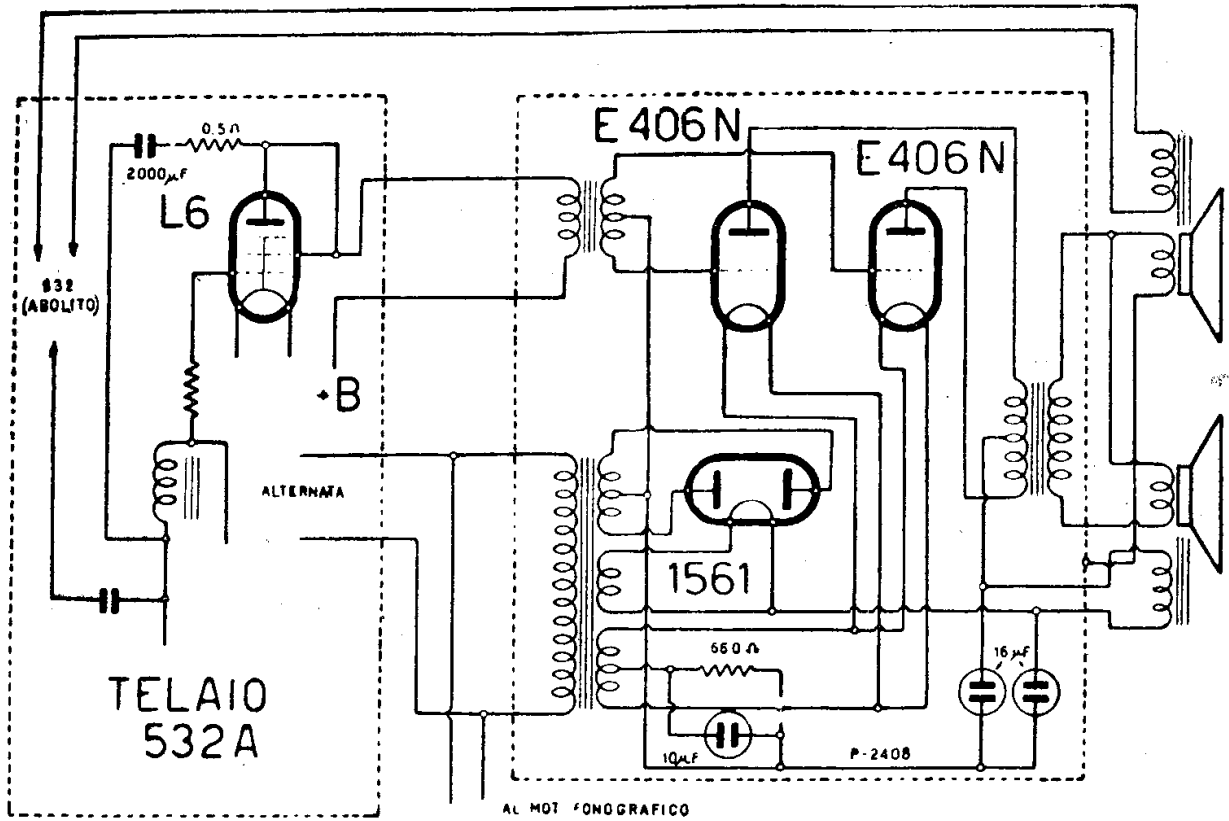 E406N
E406N
0.5Ω
2000μF
L6
532
(ABOLITO)
+B
ALTERNATA
1561
660Ω
16μF
TELAIO
532A
10μF
P-2408
AL MOT FONOGRAFICO